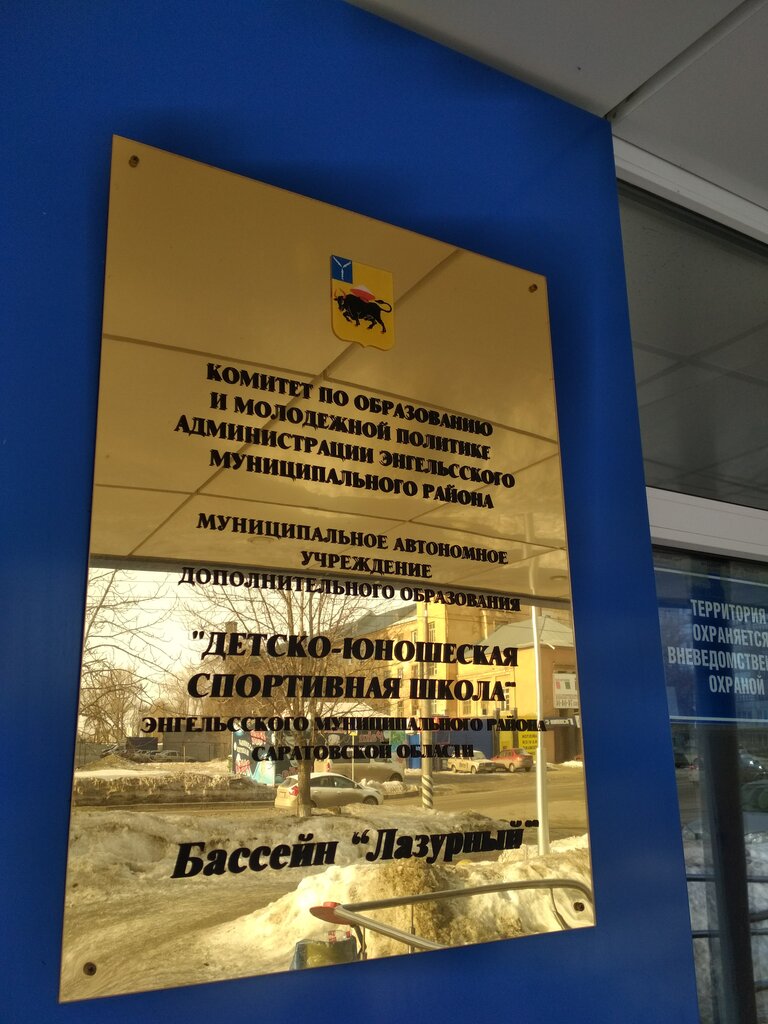 КОМИТЕТ ПО ОБРАЗОВАНИЮ
И МОЛОДЕЖНОЙ ПОЛИТИКЕ
АДМИНИСТРАЦИИ ЭНГЕЛЬССКОГО
МУНИЦИПАЛЬНОГО РАЙОНА
МУНИЦИПАЛЬНОЕ АВТОНОМНОЕ
УЧРЕЖДЕНИЕ
ДОПОЛНИТЕЛЬНОГО ОБРАЗОВАНИЯ
"ДЕТСКО-ЮНОШЕСКАЯ
СПОРТИВНАЯ ШКОЛА"
ЭНГЕЛЬССКОГО МУНИЦИПАЛЬНОГО РАЙОНА
САРАТОВСКОЙ ОБЛАСТИ
Бассейн "Лазурный"
ТЕРРИТОРИЯ
ОХРАНЯЕТСЯ
ВНЕВЕДОМСТВЕН
ОХРАНОЙ